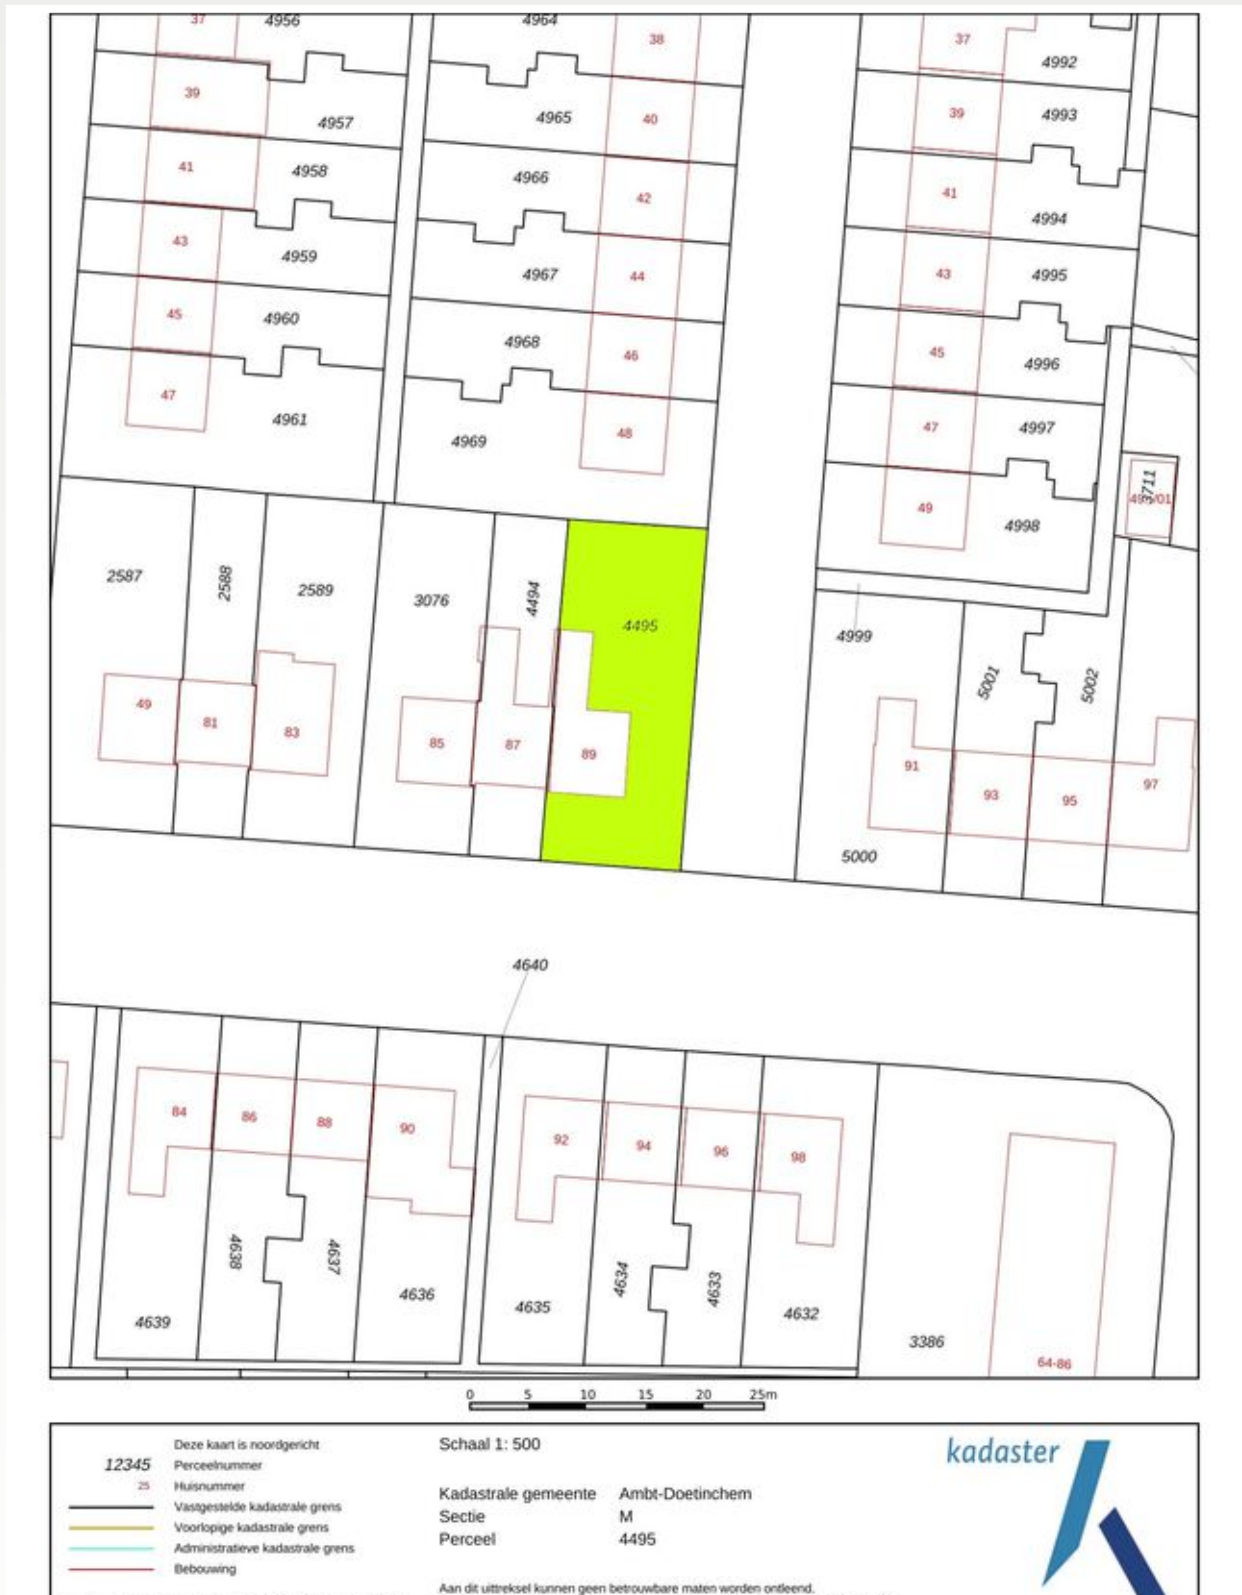 37 4956 4964 38 37 4992
39 4957 4965 40 39 4993
41 4958 4966 42 41 4994
43 4959 4967 44 43 4995
45 4960 4968 46 45 4996
47 4961 4969 48 47 4997
49 4998 3711
2587 2588 2589 3076 4494 4495 4999 5001 5002
49 81 83 85 87 89 91 93 95 97
5000
4640
84 86 88 90 92 94 96 98
4639 4638 4637 4636 4635 4634 4633 4632 3386 64-86
0 5 10 15 20 25m
Deze kaart is noordgericht
12345 Perceelnummer
25 Huisnummer
Vastgestelde kadastrale grens
Voorlopige kadastrale grens
Administratieve kadastrale grens
Bebouwing
Schaal 1: 500
Kadastrale gemeente Ambt-Doetinchem
Sectie M
Perceel 4495
Aan dit uittreksel kunnen geen betrouwbare maten worden ontleend.
kadaster